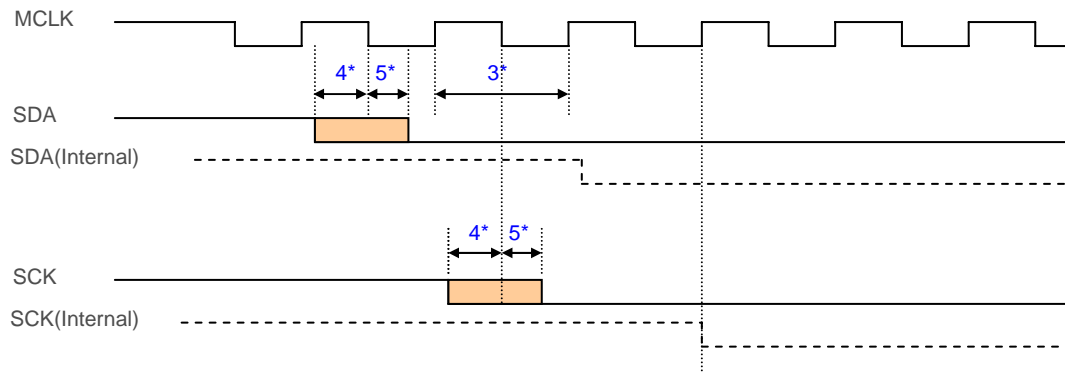 MCLK
4* 5* 3*
SDA
SDA(Internal)
4* 5*
SCK
SCK(Internal)